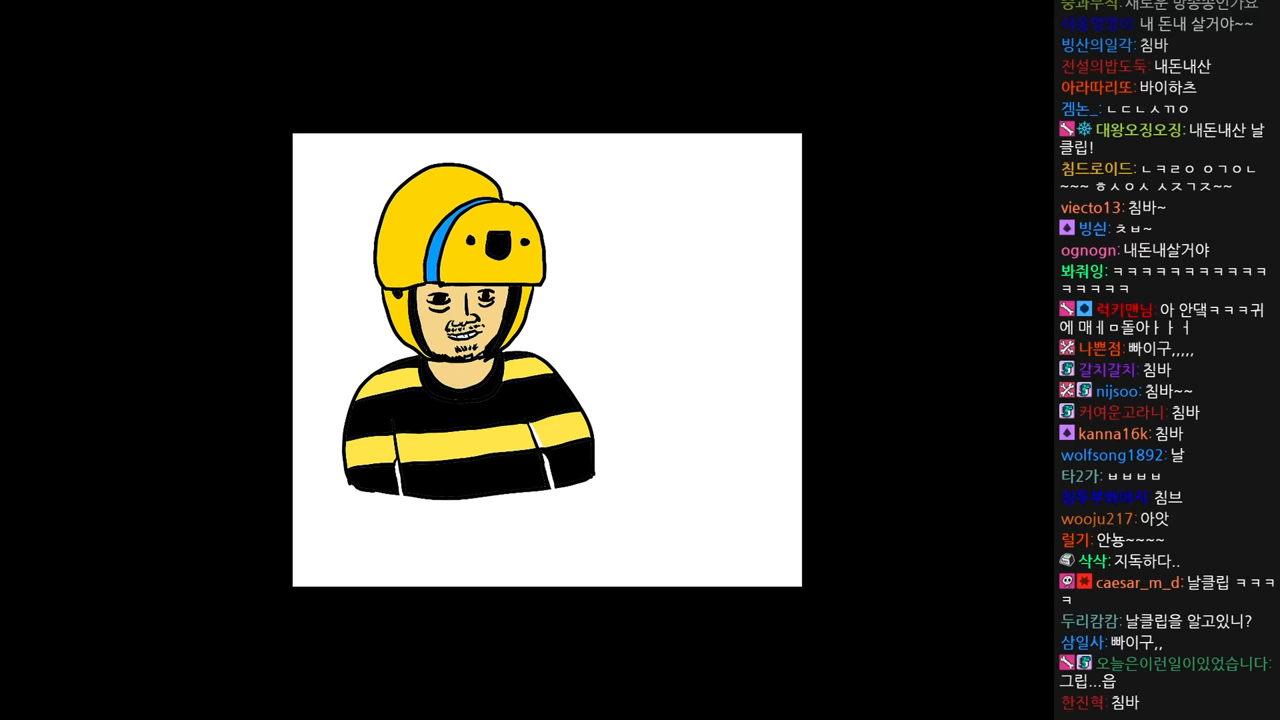 내 돈내 살거야~~
빙산의일각: 침바
전설의밥도둑: 내돈내산
아라따리또: 바이하츠
겜논_: ㄴㄷㄴㅅㄲㅇ
대왕오징오징: 내돈내산 날
클립!
침드로이드: ㄴㅋㄹㅇ ㅇㄱㅇㄴ
~~~ ㅎㅅㅇㅅ ㅅㅈㄱㅈ~~
viecto13: 침바~
빙신: ㅊㅂ~
ognogn: 내돈내살거야
봐줘잉: ㅋㅋㅋㅋㅋㅋㅋㅋㅋㅋㅋ
ㅋㅋㅋㅋㅋ
럭키맨님: 아 안댘ㅋㅋㅋ귀
에 매ㅔㅁ돌아ㅏㅏㅓ
나쁜점: 빠이구,,,,,
갈치갈치: 침바
nijsoo: 침바~~
커여운고라니: 침바
kanna16k: 침바
wolfsong1892: 날
타2가: ㅂㅂㅂㅂ
침브
wooju217: 아앗
럴기: 안뇽~~~~
삭삭: 지독하다..
caesar_m_d: 날클립 ㅋㅋㅋ
ㅋ
두리캄캄: 날클립을 알고있니?
삼일사: 빠이구,,
오늘은이런일이있었습니다:
그립...읍
한진혁: 침바